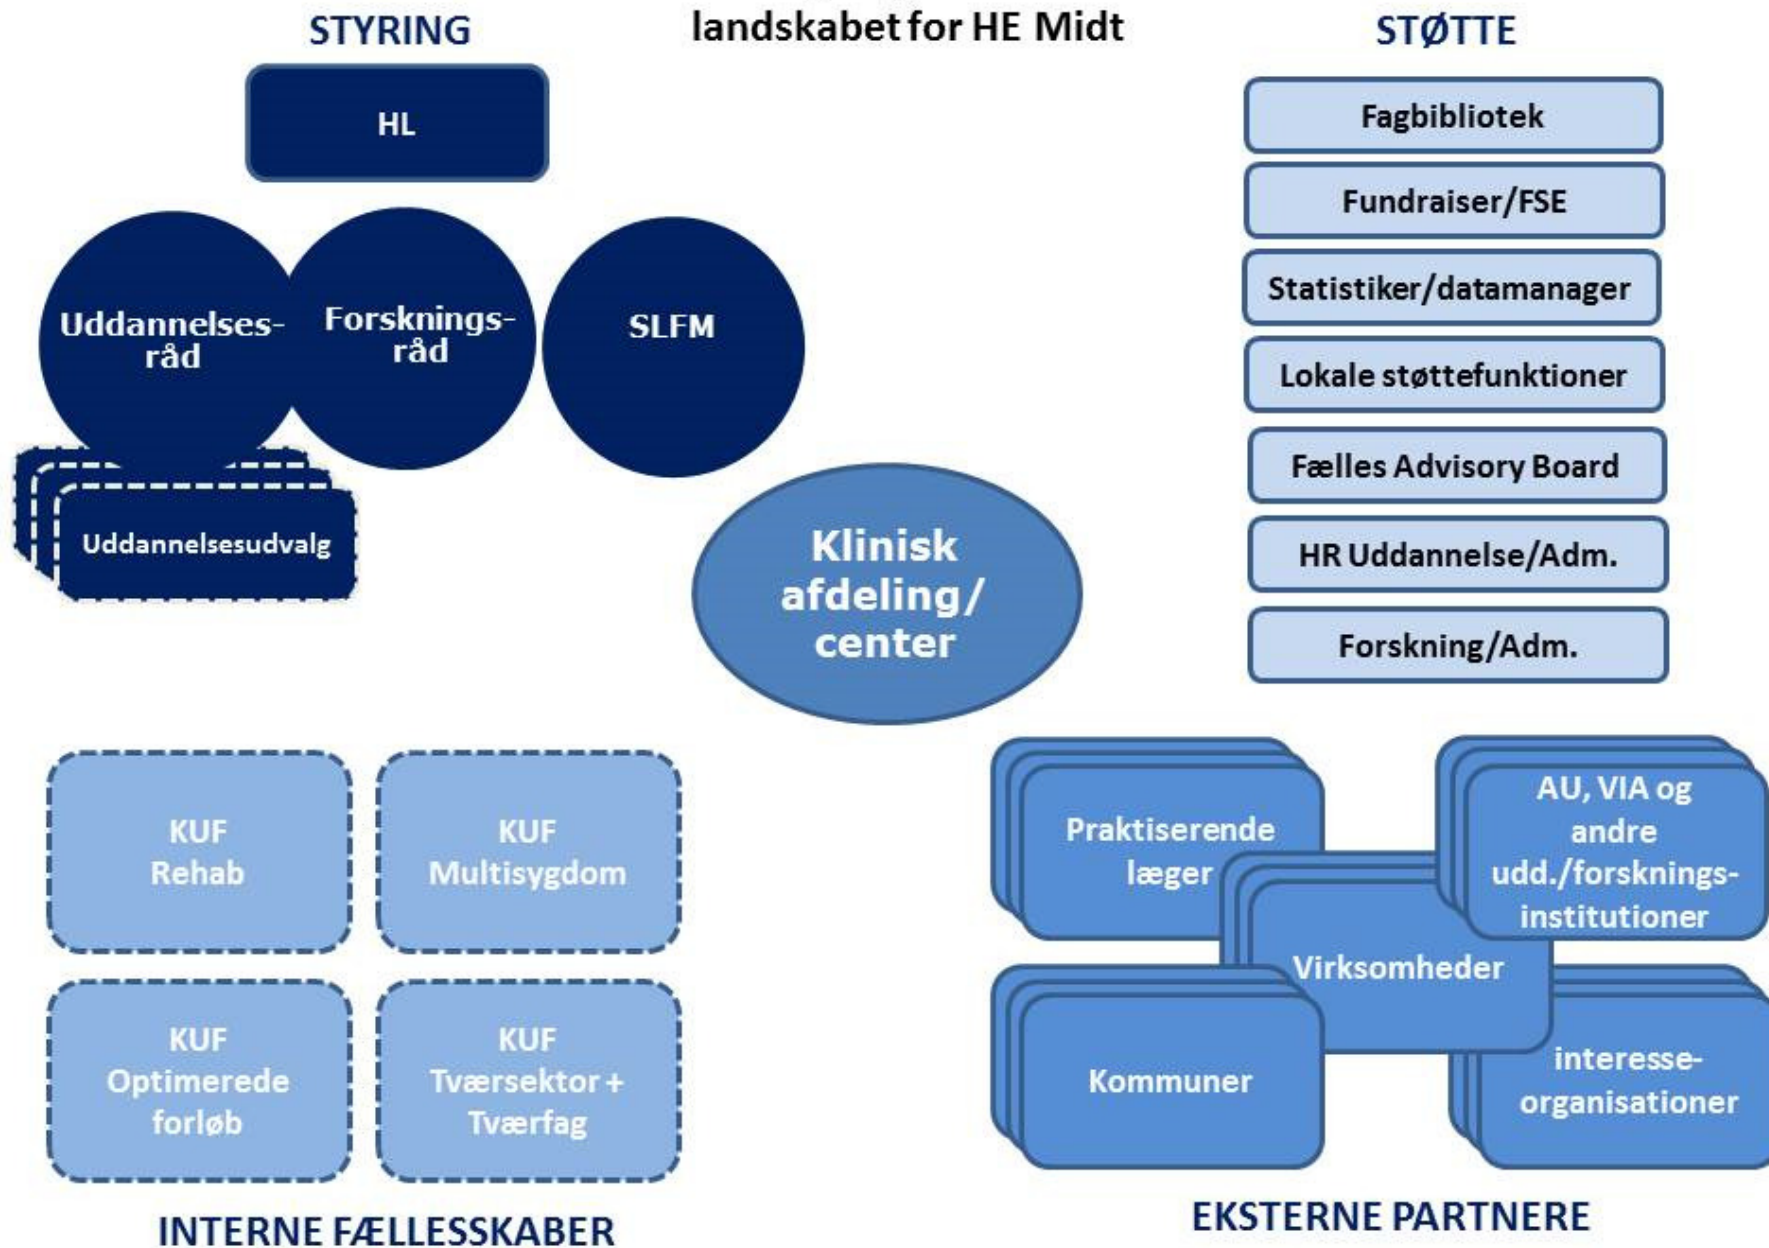 STYRING
landskabet for HE Midt
STØTTE
HL
Uddannelses-
råd
Forsknings-
råd
SLFM
Uddannelsesudvalg
Klinisk
afdeling/
center
Fagbibliotek
Fundraiser/FSE
Statistiker/datamanager
Lokale støttefunktioner
Fælles Advisory Board
HR Uddannelse/Adm.
Forskning/Adm.
KUF
Rehab
KUF
Multisygdom
KUF
Optimerede
forløb
KUF
Tværsektor +
Tværfag
INTERNE FÆLLESSKABER
Praktiserende
læger
AU, VIA og
andre
udd./forsknings-
institutioner
Virksomheder
Kommuner
interesse-
organisationer
EKSTERNE PARTNERE